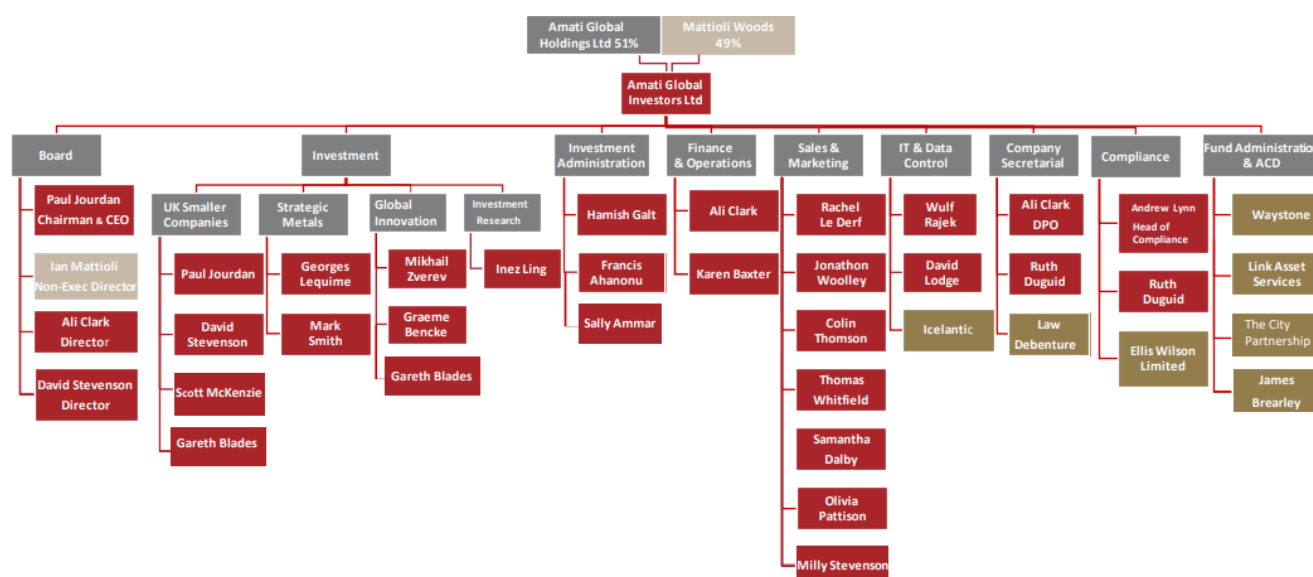 Amati Global
Holdings Ltd 51%
Mattioli Woods
49%
Amati Global
Investors Ltd
Board
Investment
Investment
Administration
Finance
& Operations
Sales &
Marketing
IT & Data
Control
Company
Secretarial
Compliance
Fund Administration
& ACD
Paul Jourdan
Chairman & CEO
Ian Mattioli
Non-Exec Director
Ali Clark
Director
David Stevenson
Director
UK Smaller
Companies
Paul Jourdan
David
Stevenson
Scott McKenzie
Gareth Blades
Strategic
Metals
Georges
Lequime
Mark
Smith
Global
Innovation
Mikhail
Zverev
Graeme
Bencke
Gareth Blades
Investment
Research
Inez Ling
Hamish Galt
Francis
Ahanonu
Sally Ammar
Ali Clark
Karen Baxter
Rachel
Le Derf
Jonathon
Woolley
Colin
Thomson
Thomas
Whitfield
Samantha
Dalby
Olivia
Pattison
Milly Stevenson
Wulf
Rajek
David
Lodge
Icelantic
Ali Clark
DPO
Ruth
Duguid
Law
Debenture
Andrew Lynn
Head of
Compliance
Ruth
Duguid
Ellis Wilson
Limited
Waystone
Link Asset
Services
The City
Partnership
James
Brearley